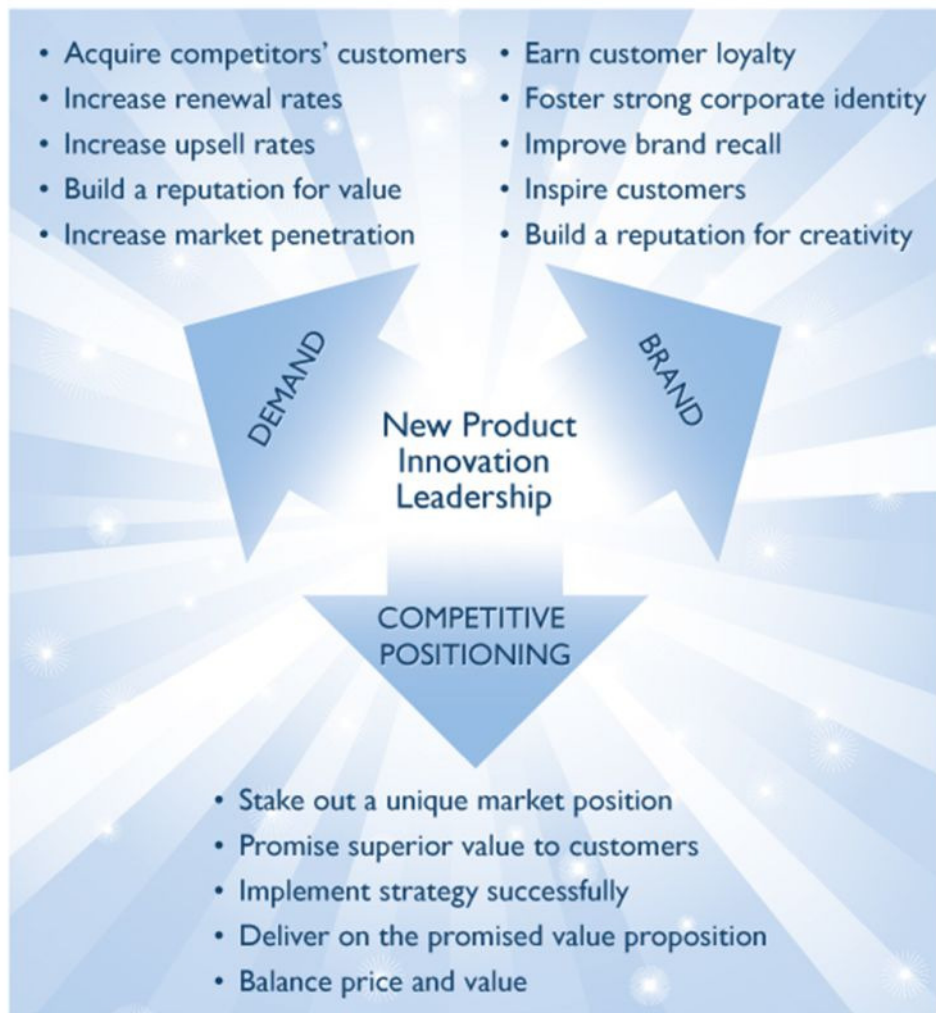 • Acquire competitors' customers
• Increase renewal rates
• Increase upsell rates
• Build a reputation for value
• Increase market penetration
• Earn customer loyalty
• Foster strong corporate identity
• Improve brand recall
• Inspire customers
• Build a reputation for creativity
DEMAND
BRAND
New Product
Innovation
Leadership
COMPETITIVE
POSITIONING
• Stake out a unique market position
• Promise superior value to customers
• Implement strategy successfully
• Deliver on the promised value proposition
• Balance price and value